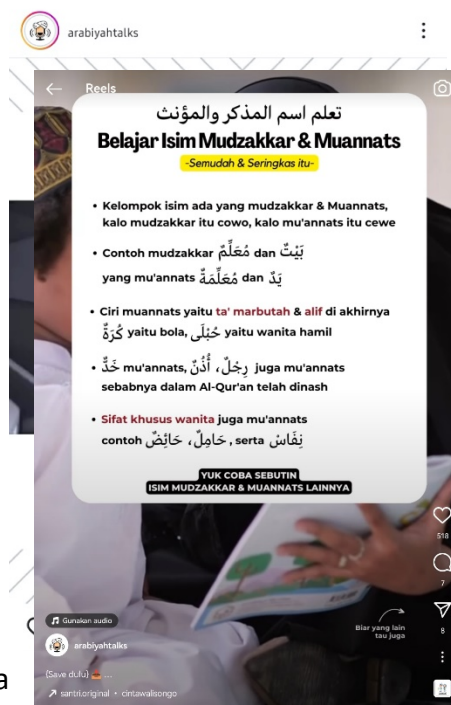 arabiyahtalks
Reels
تعلم اسم المذكر والمؤنث
Belajar Isim Mudzakkar & Muannats
-Semudah & Seringkas itu-
• Kelompok isim ada yang mudzakkar & Muannats,
kalo mudzakkar itu cowo, kalo mu'annats itu cewe
• Contoh mudzakkar مُعَلِّمٌ dan بَيْتٌ
yang mu'annats مُعَلِّمَةٌ dan يَدٌ
• Ciri muannats yaitu ta' marbutah & alif di akhirnya
كُرَةٌ yaitu bola, حُبْلَى yaitu wanita hamil
• خَدٌّ mu'annats, رِجْلٌ، أُذُنٌ juga mu'annats
sebabnya dalam Al-Qur'an telah dinash
• Sifat khusus wanita juga mu'annats
contoh حَامِلٌ، حَائِضٌ, serta نِفَاسٌ
YUK COBA SEBUTIN
ISIM MUDZAKKAR & MUANNATS LAINNYA
518
7
8
Gunakan audio
Biar yang lain
tau juga
arabiyahtalks
(Save dulu) ...
santri.original • cintawalisongo
a